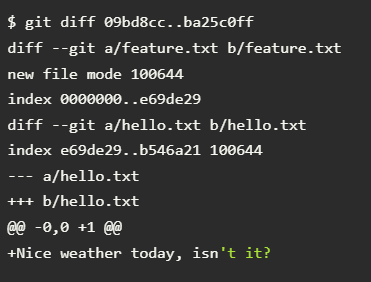 $ git diff 09bd8cc..ba25c0ff
diff --git a/feature.txt b/feature.txt
new file mode 100644
index 0000000..e69de29
diff --git a/hello.txt b/hello.txt
index e69de29..b546a21 100644
--- a/hello.txt
+++ b/hello.txt
@@ -0,0 +1 @@
+Nice weather today, isn't it?